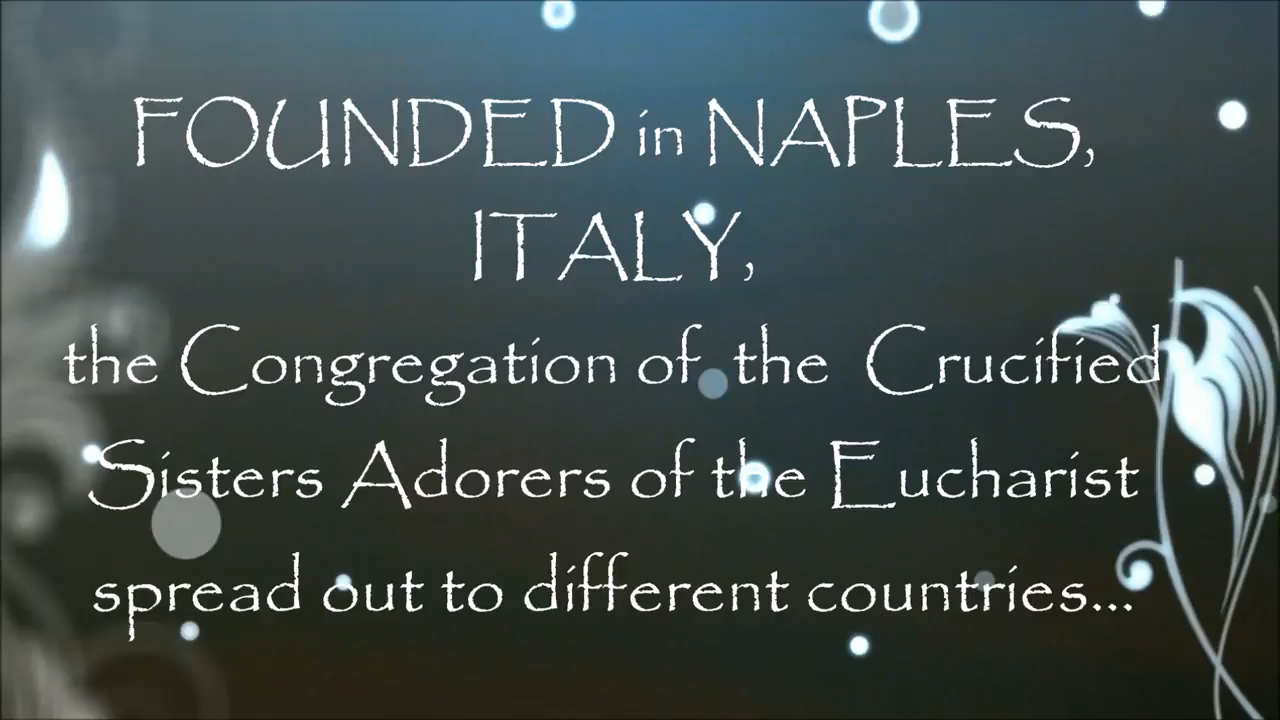 FOUNDED in NAPLES,
ITALY,
the Congregation of the Crucified
Sisters Adorers of the Eucharist
spread out to different countries...